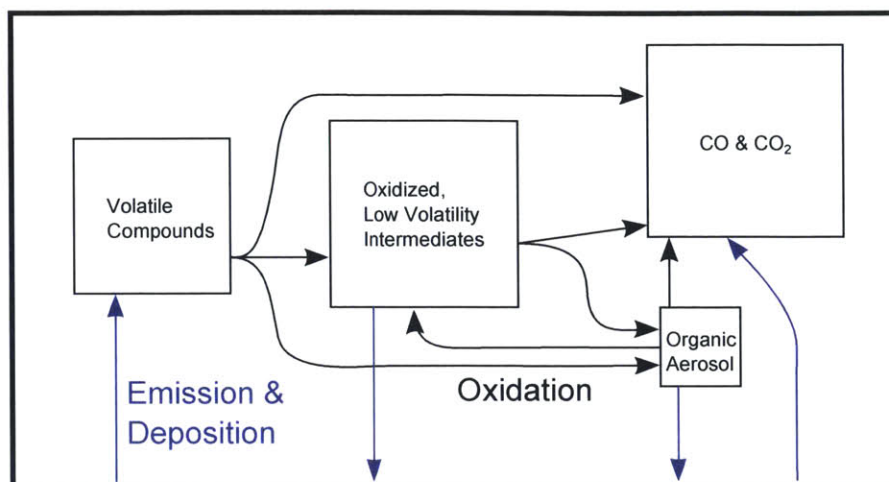 CO & CO₂
Volatile
Compounds
Oxidized,
Low Volatility
Intermediates
Organic
Aerosol
Emission &
Deposition
Oxidation